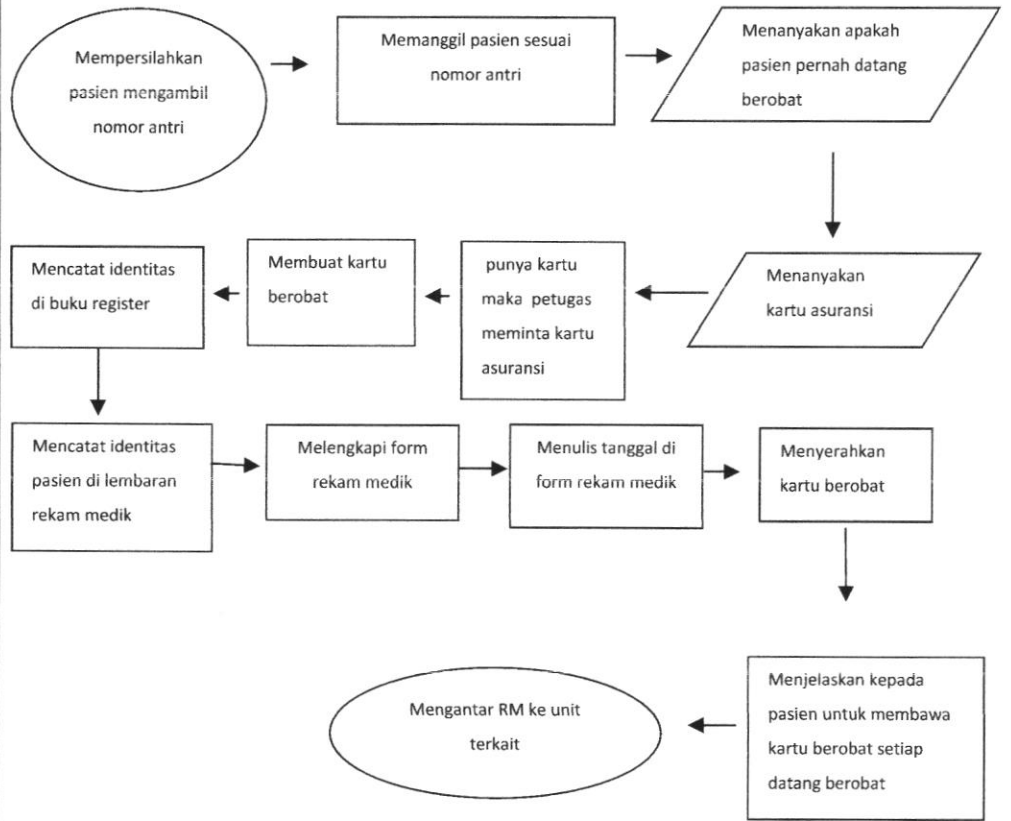 Mempersilahkan
pasien mengambil
nomor antri
Memanggil pasien sesuai
nomor antri
Menanyakan apakah
pasien pernah datang
berobat
Menanyakan
kartu asuransi
punya kartu
maka petugas
meminta kartu
asuransi
Membuat kartu
berobat
Mencatat identitas
di buku register
Mencatat identitas
pasien di lembaran
rekam medik
Melengkapi form
rekam medik
Menulis tanggal di
form rekam medik
Menyerahkan
kartu berobat
Menjelaskan kepada
pasien untuk membawa
kartu berobat setiap
datang berobat
Mengantar RM ke unit
terkait